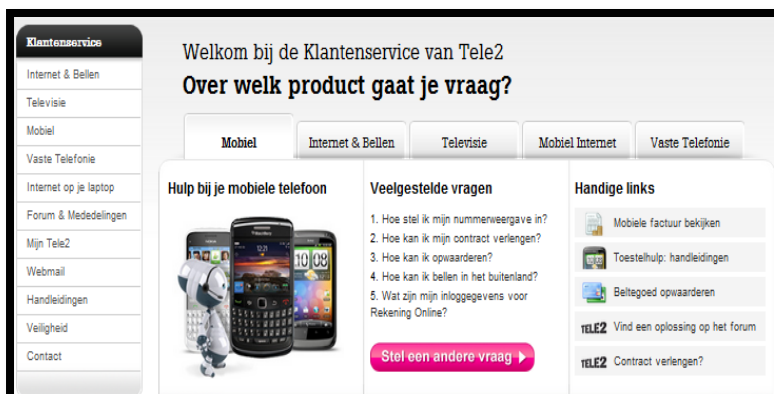 Klantenservice
Internet & Bellen
Televisie
Mobiel
Vaste Telefonie
Internet op je laptop
Forum & Mededelingen
Mijn Tele2
Webmail
Handleidingen
Veiligheid
Contact
Welkom bij de Klantenservice van Tele2
Over welk product gaat je vraag?
Mobiel
Internet & Bellen
Televisie
Mobiel Internet
Vaste Telefonie
Hulp bij je mobiele telefoon
10 08
Veelgestelde vragen
1. Hoe stel ik mijn nummerweergave in?
2. Hoe kan ik mijn contract verlengen?
3. Hoe kan ik opwaarderen?
4. Hoe kan ik bellen in het buitenland?
5. Wat zijn mijn inloggegevens voor
Rekening Online?
Stel een andere vraag
Handige links
Mobiele factuur bekijken
Toestelhulp: handleidingen
Beltegoed opwaarderen
TELE2 Vind een oplossing op het forum
TELE2 Contract verlengen?